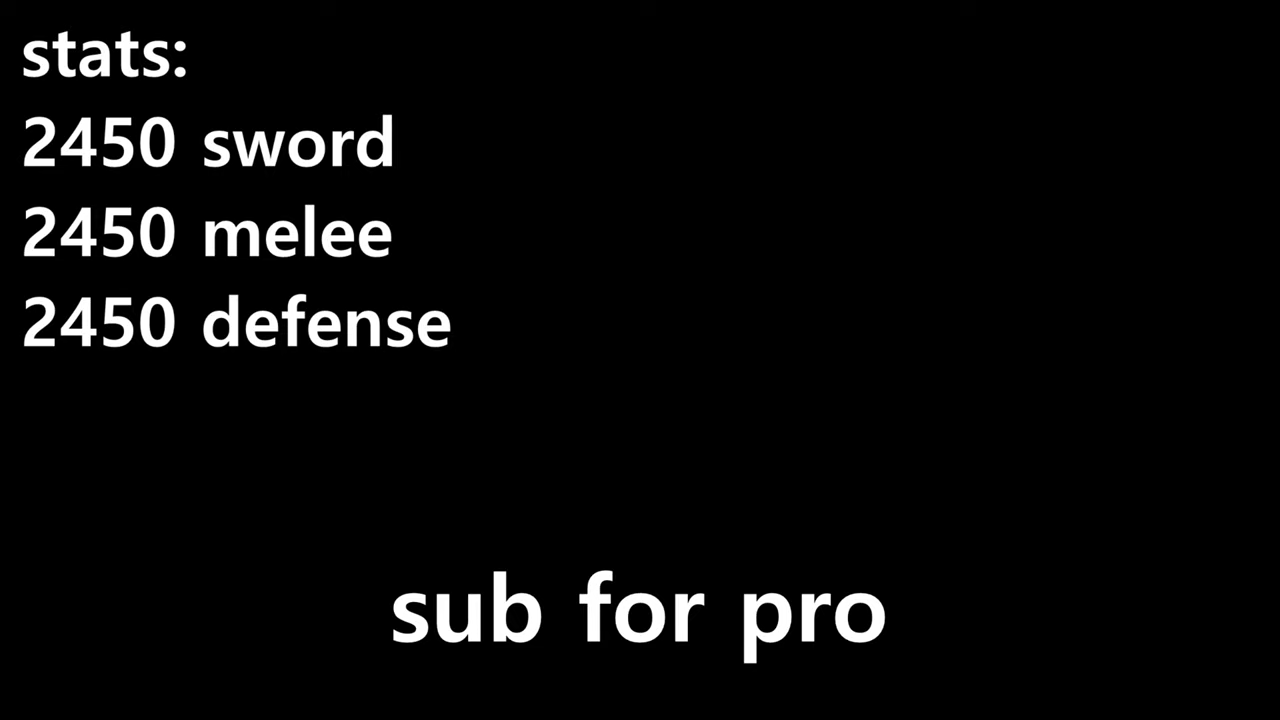 stats:
2450 sword
2450 melee
2450 defense
sub for pro